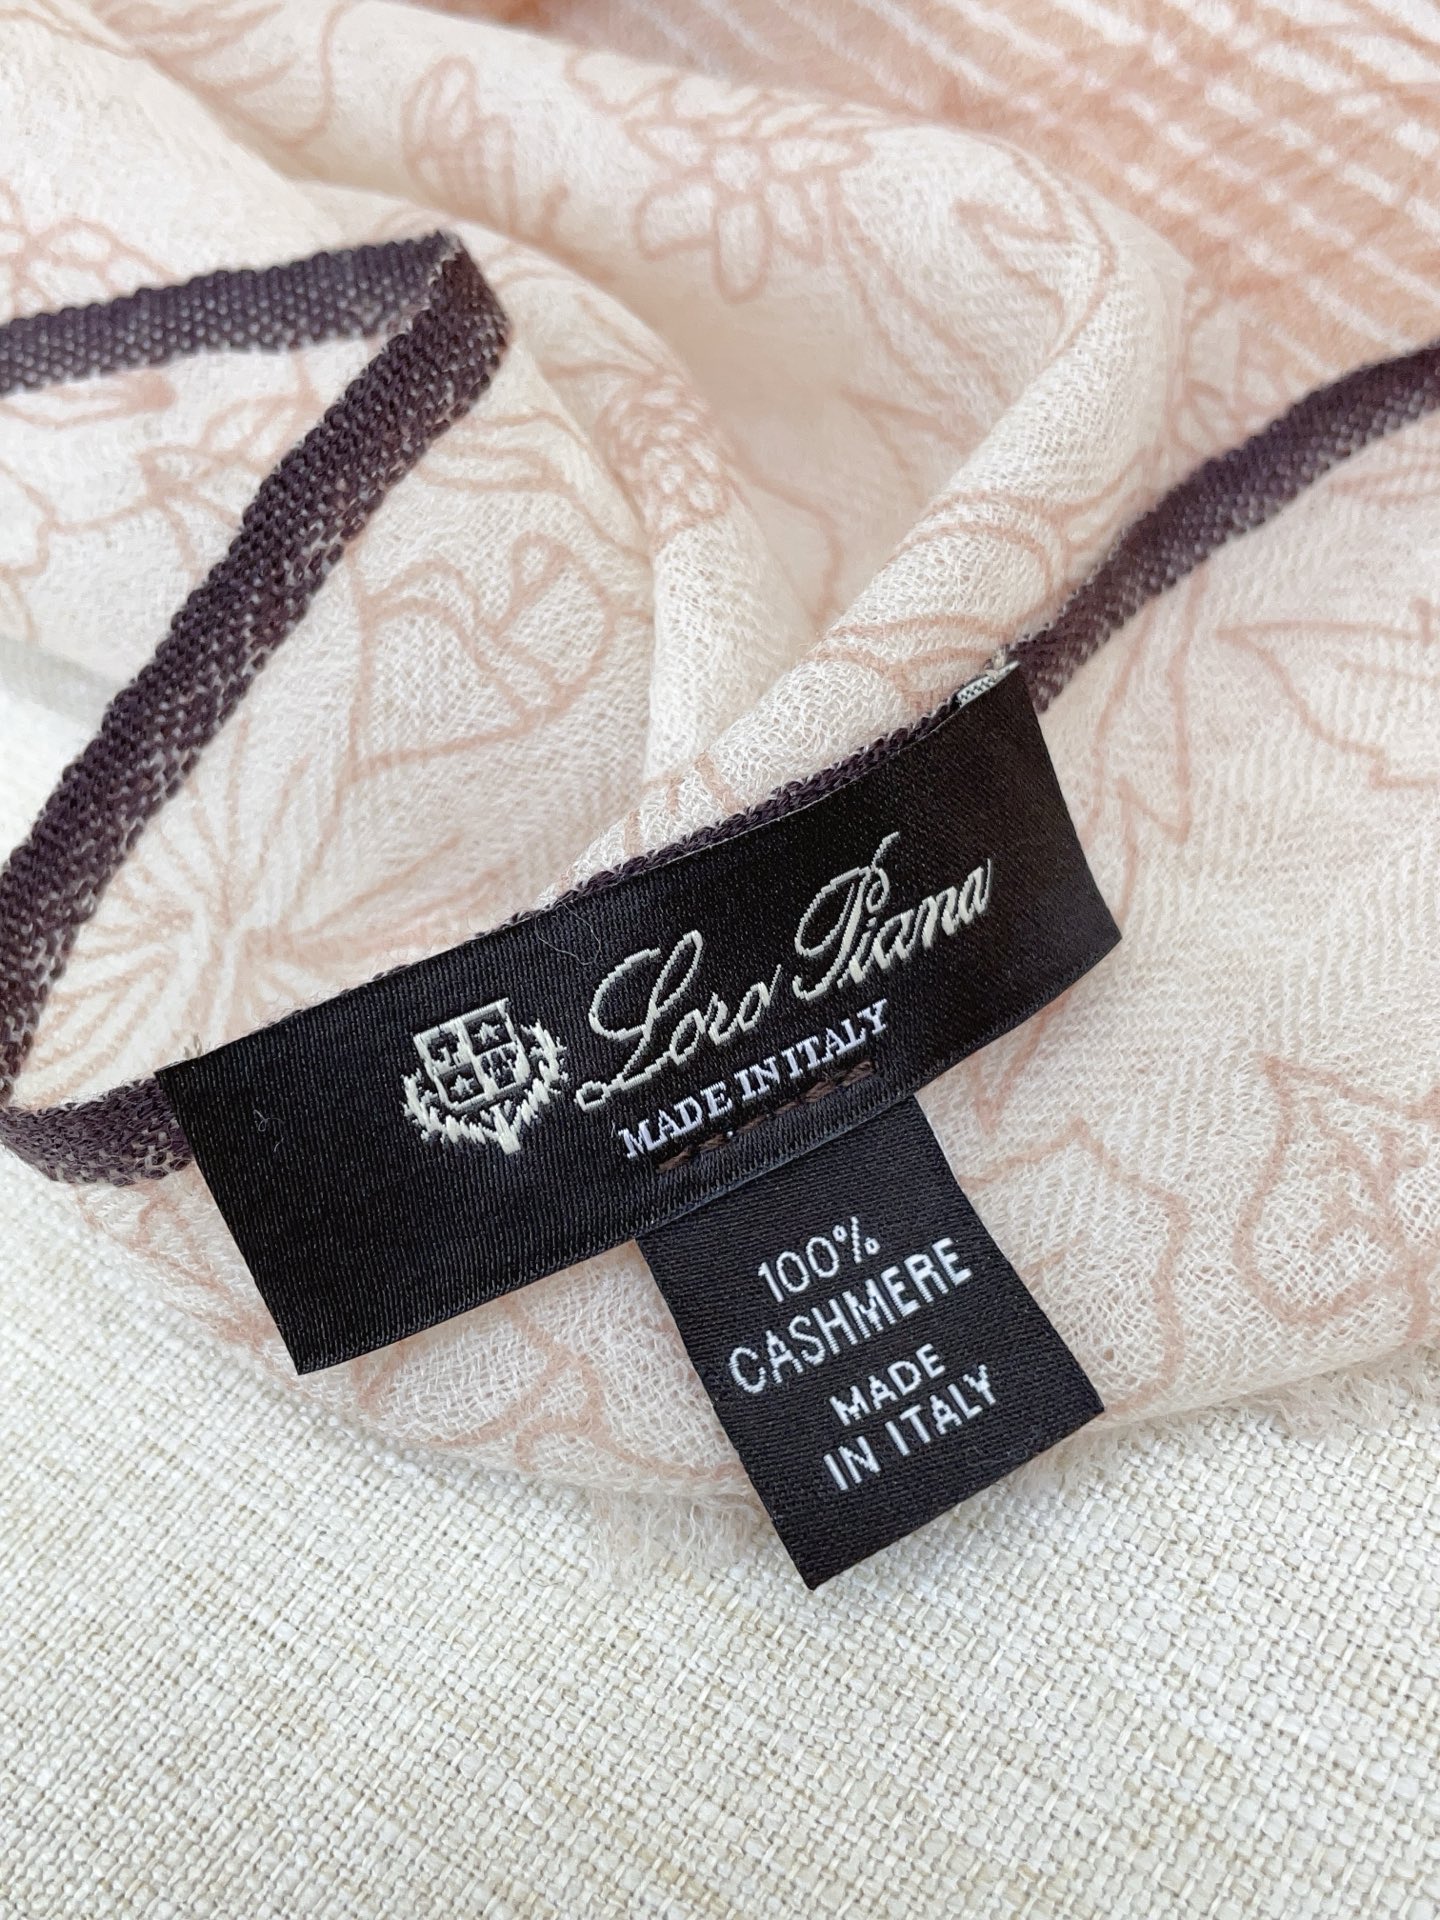 Loro Piana
MADE IN ITALY
100%
CASHMERE
MADE
IN ITALY